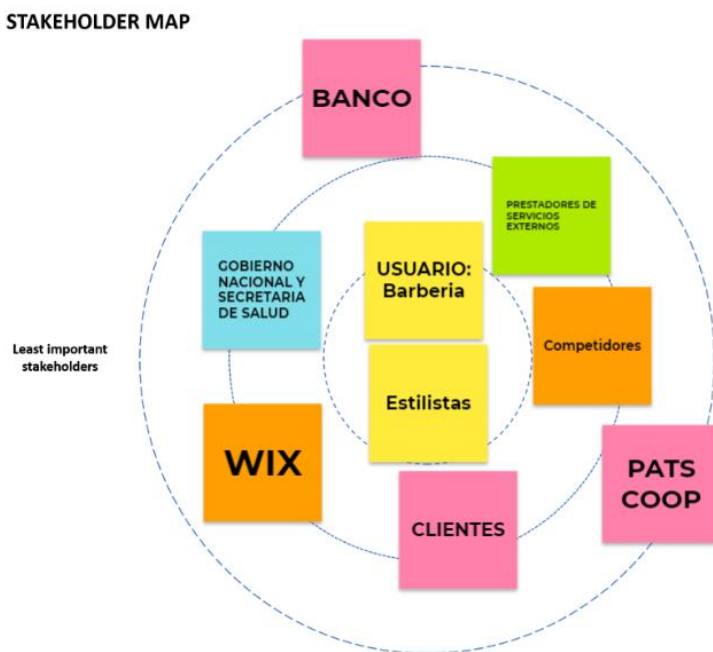 STAKEHOLDER MAP
BANCO
PRESTADORES DE
SERVICIOS
EXTERNOS
GOBIERNO
NACIONAL Y
SECRETARIA
DE SALUD
USUARIO:
Barberia
Least important
stakeholders
Competidores
Estilistas
WIX
PATS
COOP
CLIENTES